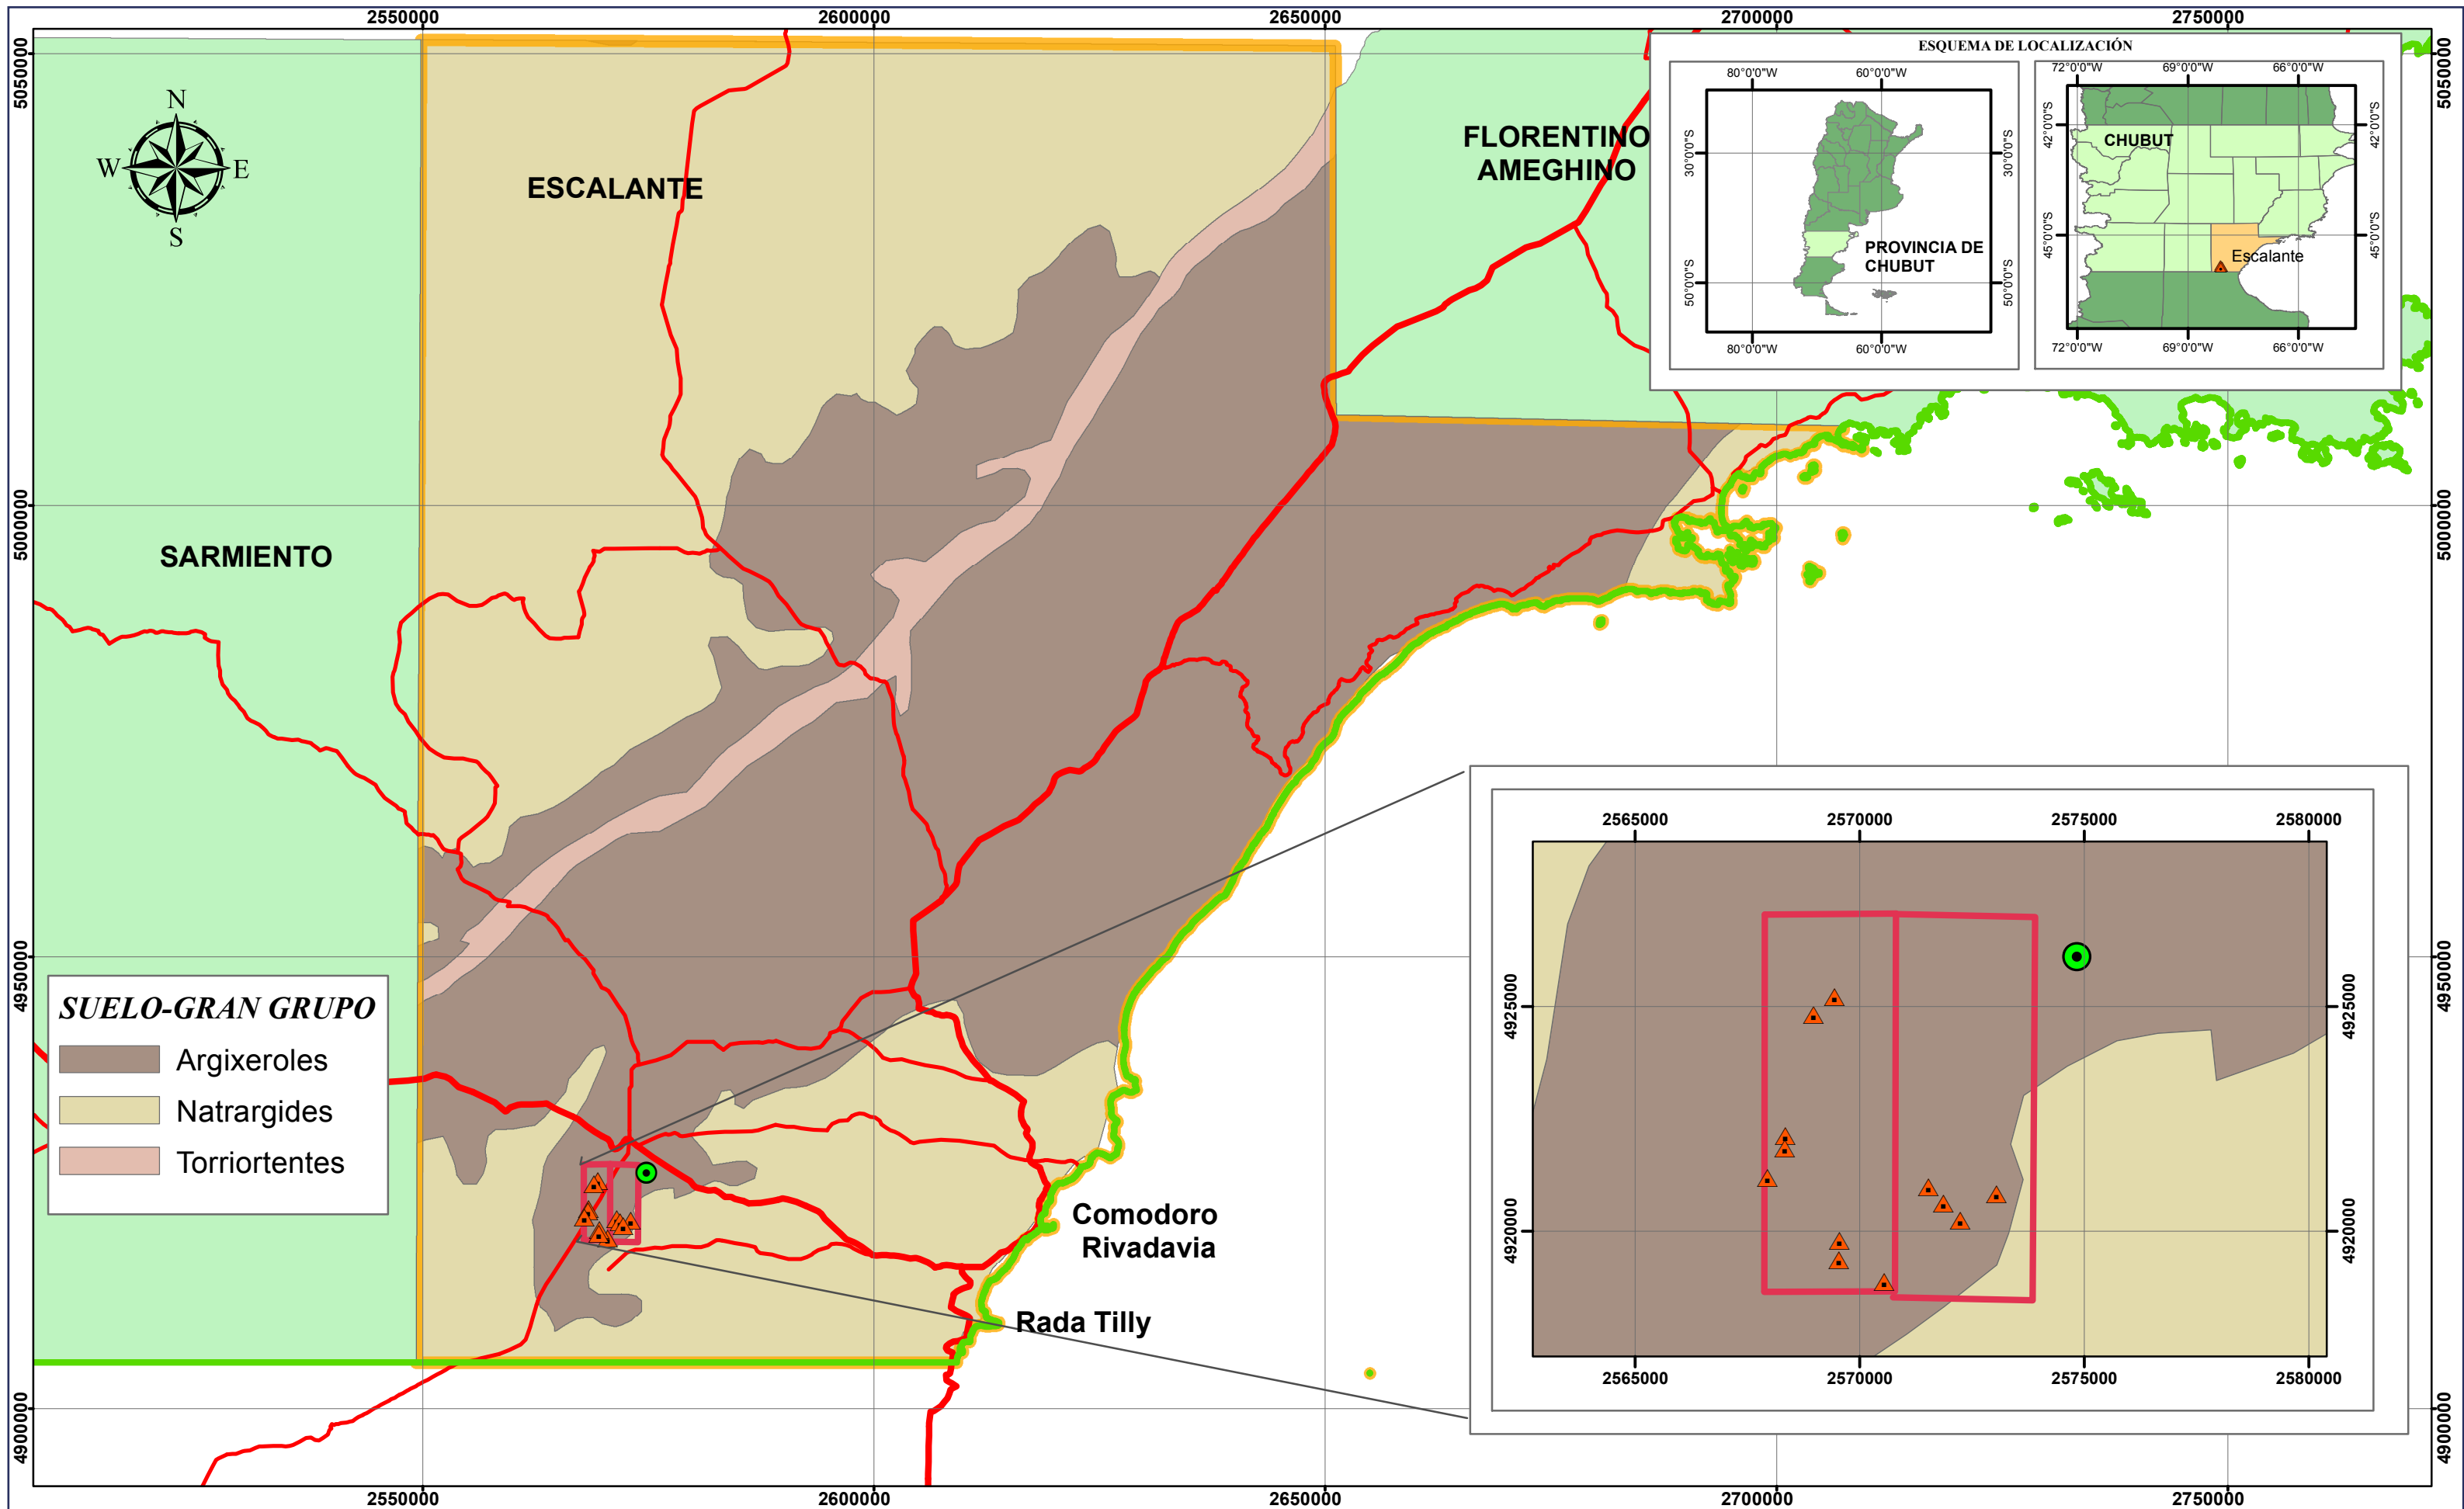 2550000 2600000 2650000 2700000 2750000
5050000 5050000
N
W E
S
ESCALANTE
FLORENTINO
AMEGHINO
SARMIENTO
5000000 5000000
ESQUEMA DE LOCALIZACIÓN
80°0'0"W 60°0'0"W
30°0'0"S 30°0'0"S
PROVINCIA DE
CHUBUT
50°0'0"S 50°0'0"S
80°0'0"W 60°0'0"W
72°0'0"W 69°0'0"W 66°0'0"W
42°0'0"S 42°0'0"S
CHUBUT
45°0'0"S 45°0'0"S
Escalante
72°0'0"W 69°0'0"W 66°0'0"W
4950000 4950000
SUELO-GRAN GRUPO
Argixeroles
Natrargides
Torriortentes
Comodoro
Rivadavia
Rada Tilly
2565000 2570000 2575000 2580000
4925000 4925000
4920000 4920000
2565000 2570000 2575000 2580000
4900000 4900000
2550000 2600000 2650000 2700000 2750000